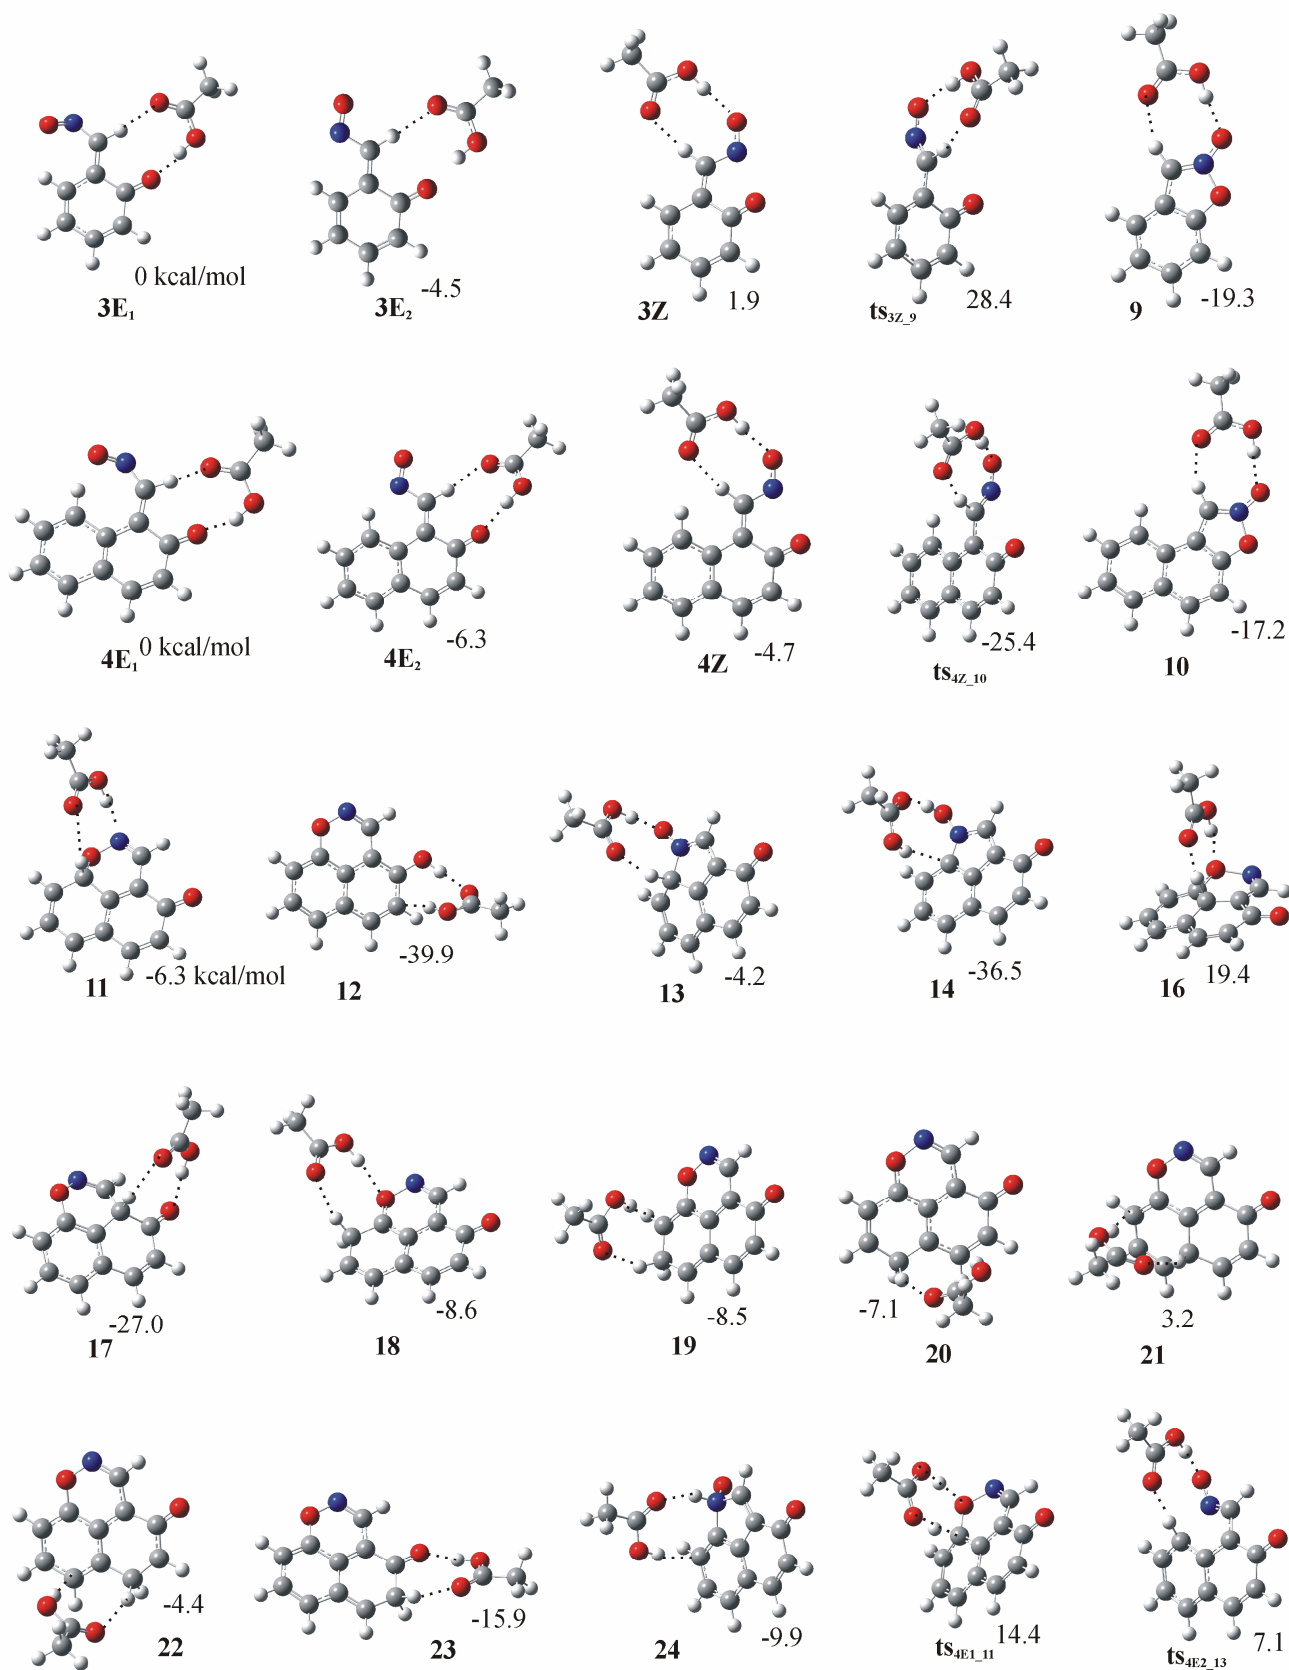 0 kcal/mol
3E₁
-4.5
3E₂
1.9
3Z
28.4
ts₃Z_₉
-19.3
9
0 kcal/mol
4E₁
-6.3
4E₂
-4.7
4Z
-25.4
ts₄Z_₁₀
-17.2
10
-6.3 kcal/mol
11
-39.9
12
-4.2
13
-36.5
14
19.4
16
-27.0
17
-8.6
18
-8.5
19
-7.1
20
3.2
21
-4.4
22
-15.9
23
-9.9
24
14.4
ts₄E₁_₁₁
7.1
ts₄E₂_₁₃